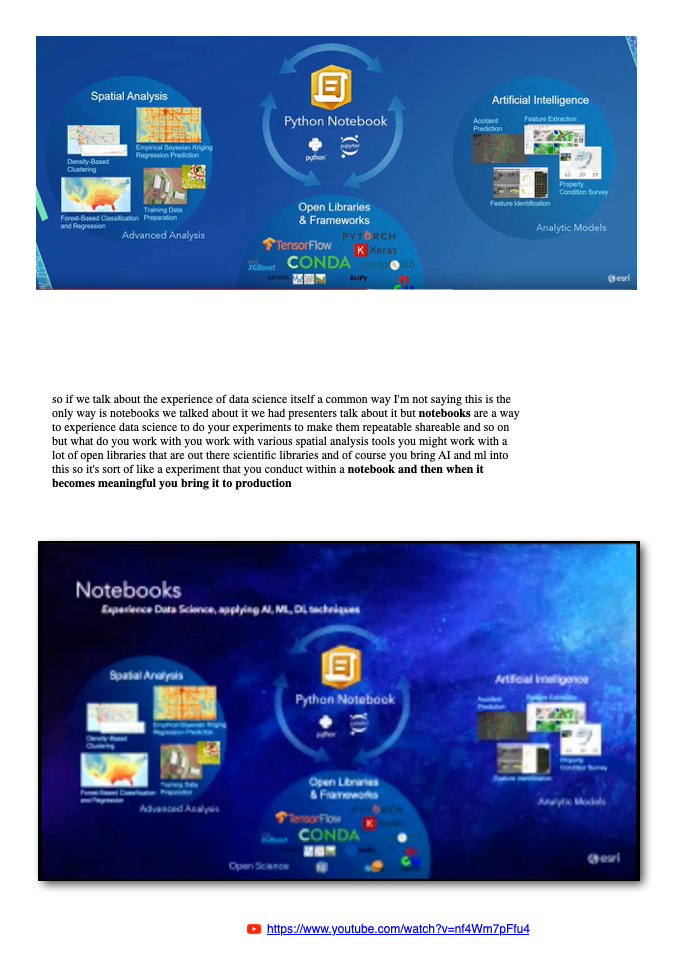 Spatial Analysis
Density-Based
Clustering
Empirical Bayesian Kriging
Regression Prediction
Forest-Based Classification
and Regression
Training Data
Preparation
Advanced Analysis
Python Notebook
python
jupyter
Open Libraries
& Frameworks
TensorFlow
PYTORCH
Keras
XGBoost
CONDA
matplotlib
pandas
SciPy
Artificial Intelligence
Accident
Prediction
Feature Extraction
Feature Identification
Property
Condition Survey
Analytic Models
esri
so if we talk about the experience of data science itself a common way I'm not saying this is the
only way is notebooks we talked about it we had presenters talk about it but notebooks are a way
to experience data science to do your experiments to make them repeatable shareable and so on
but what do you work with you work with various spatial analysis tools you might work with a
lot of open libraries that are out there scientific libraries and of course you bring AI and ml into
this so it's sort of like a experiment that you conduct within a notebook and then when it
becomes meaningful you bring it to production
Notebooks
Experience Data Science, applying AI, ML, DL techniques
Spatial Analysis
Density-Based
Clustering
Empirical Bayesian Kriging
Regression Prediction
Forest-Based Classification
and Regression
Training Data
Preparation
Advanced Analysis
Python Notebook
python
Open Libraries
& Frameworks
TensorFlow
PYTORCH
Keras
XGBoost
CONDA
SciPy
Open Science
Artificial Intelligence
Accident
Prediction
Feature Extraction
Feature Identification
Property
Condition Survey
Analytic Models
esri
https://www.youtube.com/watch?v=nf4Wm7pFfu4